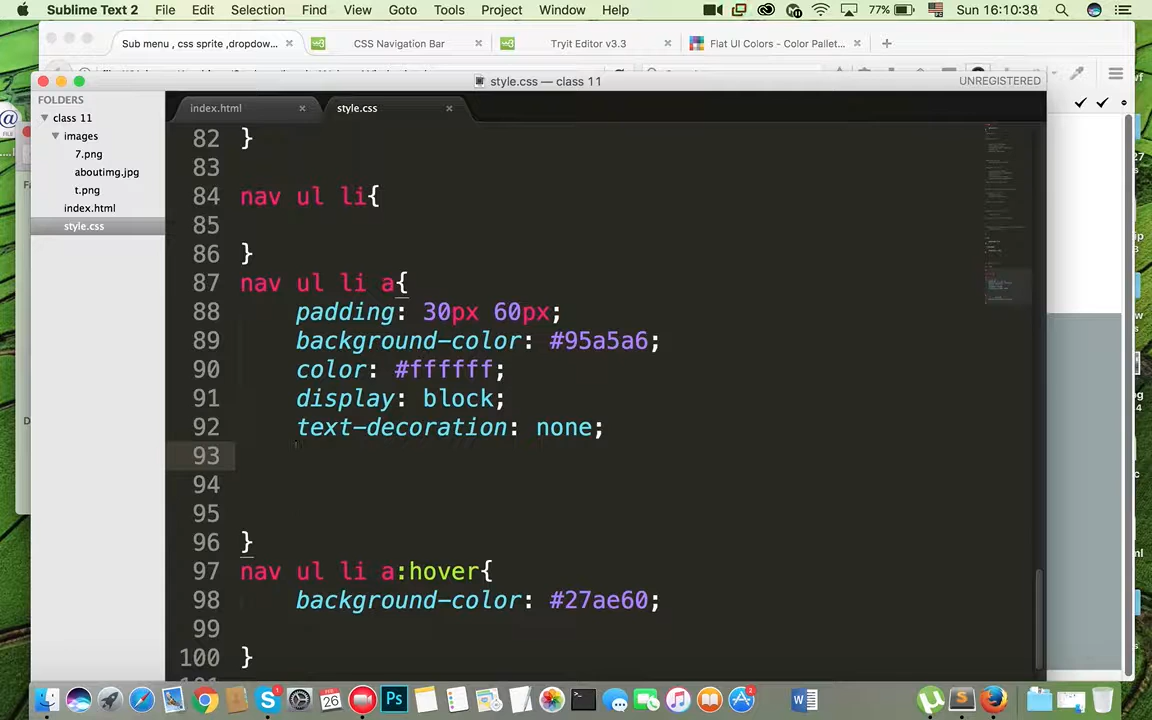 Sublime Text 2 File Edit Selection Find View Goto Tools Project Window Help 77% Sun 16:10:38
Sub menu , css sprite ,dropdow... × CSS Navigation Bar × Tryit Editor v3.3 × Flat UI Colors - Color Pallet... × +
style.css — class 11 UNREGISTERED
FOLDERS
class 11
images
7.png
aboutimg.jpg
t.png
index.html
style.css
index.html × style.css ×
82 }
83
84 nav ul li{
85
86 }
87 nav ul li a{
88 padding: 30px 60px;
89 background-color: #95a5a6;
90 color: #ffffff;
91 display: block;
92 text-decoration: none;
93
94
95
96 }
97 nav ul li a:hover{
98 background-color: #27ae60;
99
100 }